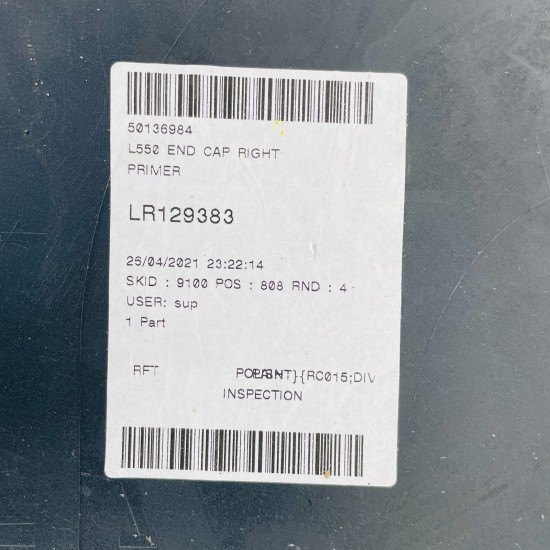 50136984
L550 END CAP RIGHT
PRIMER
LR129383
26/04/2021 23:22:14
SKID : 9100 POS : 808 RND : 4
USER: sup
1 Part
RFT }{RC015;DIV
INSPECTION